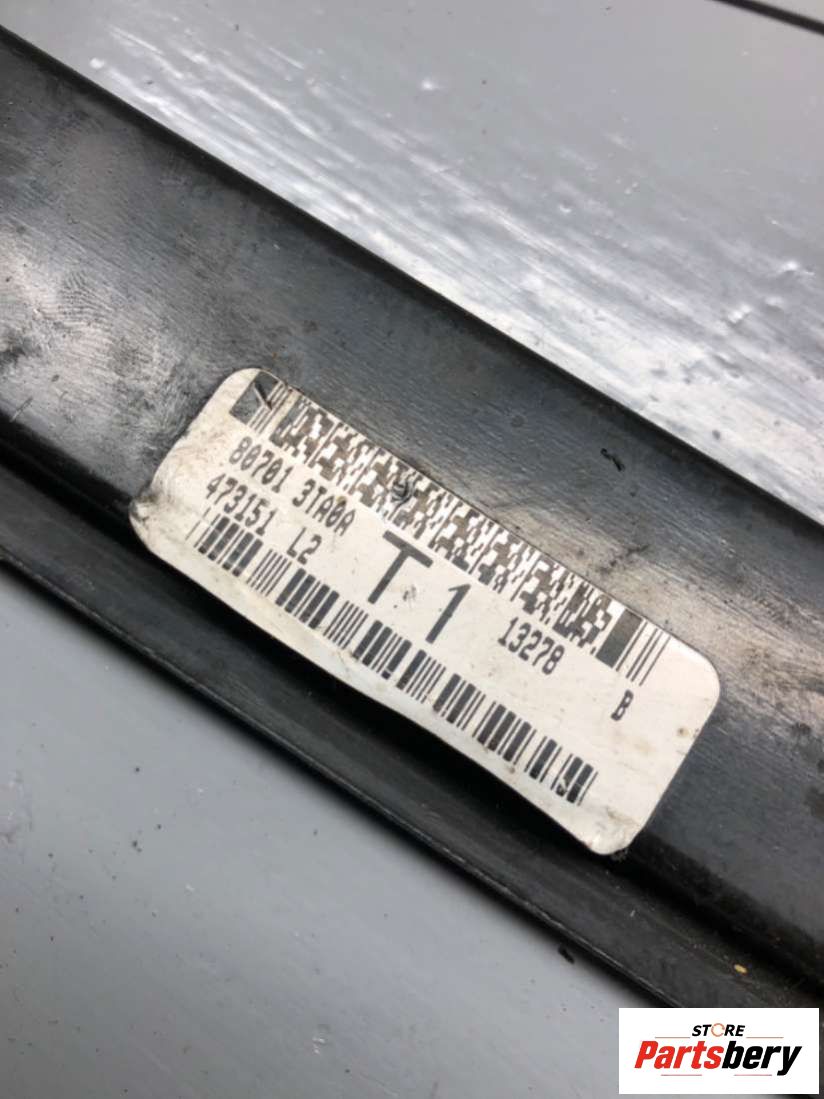 80701 3TA0A
473151 L2
T1
13278
B
STORE
Partsbery